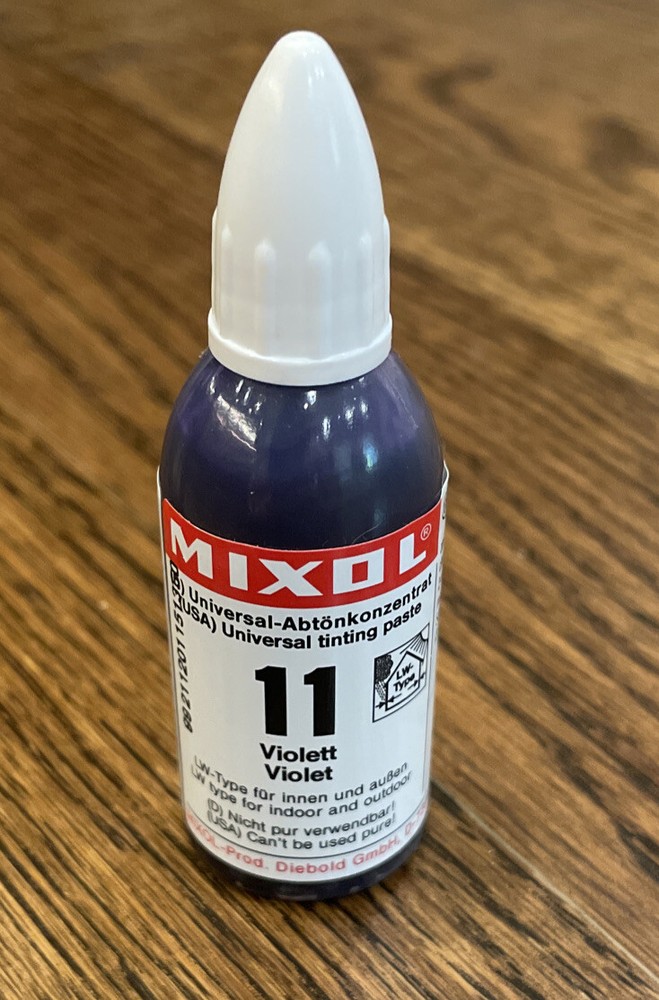 MIXOL®
) Universal-Abtönkonzentrat
(USA) Universal tinting paste
LW-
Type
11
Violett
Violet
LW-Type für innen und außen
LW type for indoor and outdoor
(D) Nicht pur verwendbar!
(USA) Can't be used pure!
MIXOL-Prod. Diebold GmbH, D-